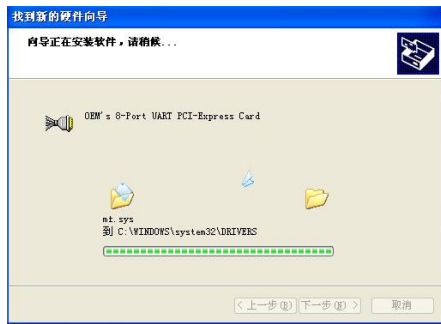 找到新的硬件向导
向导正在安装软件，请稍候...
OEM's 8-Port UART PCI-Express Card
mt.sys
到 C:\WINDOWS\system32\DRIVERS
< 上一步(B) 下一步(N) > 取消